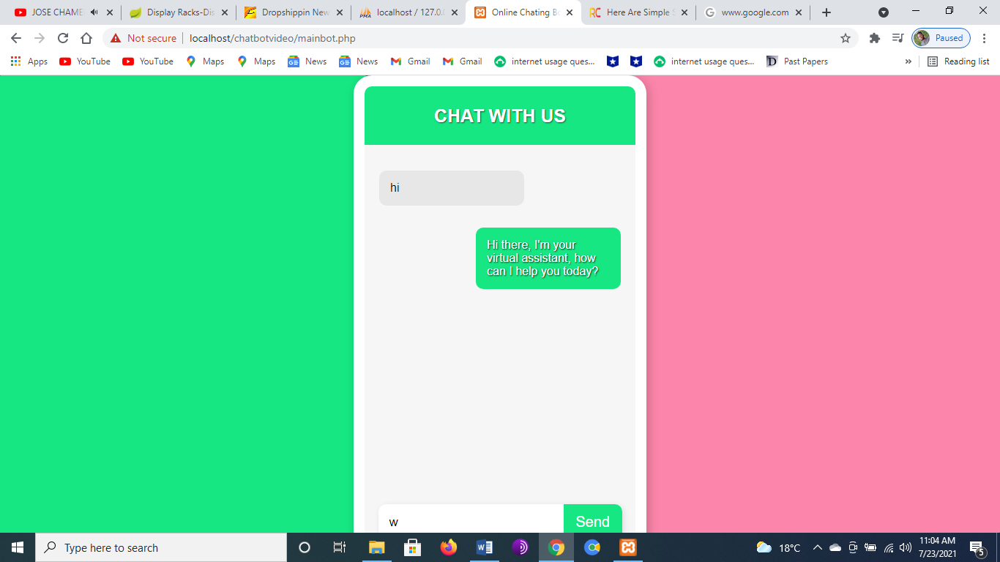 JOSE CHAME
Display Racks-Dis
Dropshippin New
localhost / 127.0.
Online Chating Bo
Here Are Simple S
www.google.com
Not secure
localhost/chatbotvideo/mainbot.php
Paused
Apps
YouTube
YouTube
Maps
Maps
News
News
Gmail
Gmail
internet usage ques...
internet usage ques...
Past Papers
»
Reading list
CHAT WITH US
hi
Hi there, I'm your
virtual assistant, how
can I help you today?
w
Send
Type here to search
18°C
11:04 AM
7/23/2021
5